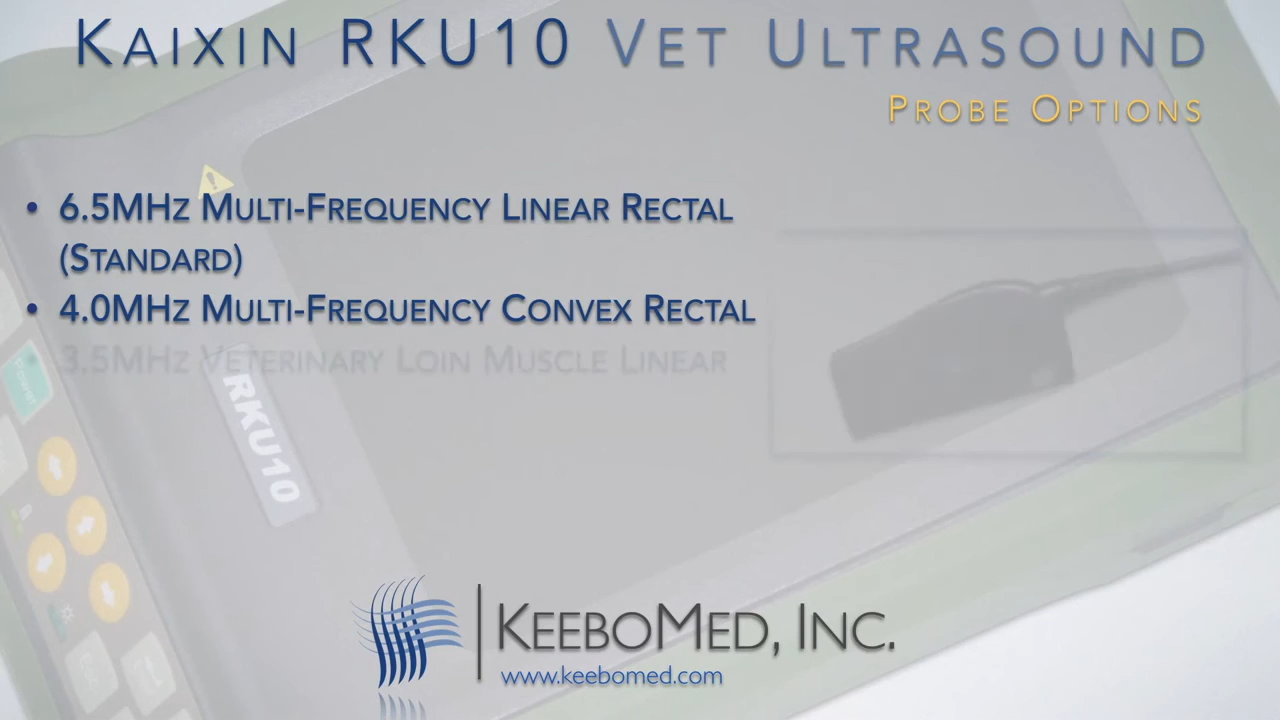 KAIXIN RKU10 VET ULTRASOUND
PROBE OPTIONS
• 6.5MHZ MULTI-FREQUENCY LINEAR RECTAL
(STANDARD)
• 4.0MHZ MULTI-FREQUENCY CONVEX RECTAL
3.5MHZ VETERINARY LOIN MUSCLE LINEAR
Power
RKU10
KEEBOMED, INC.
www.keebomed.com